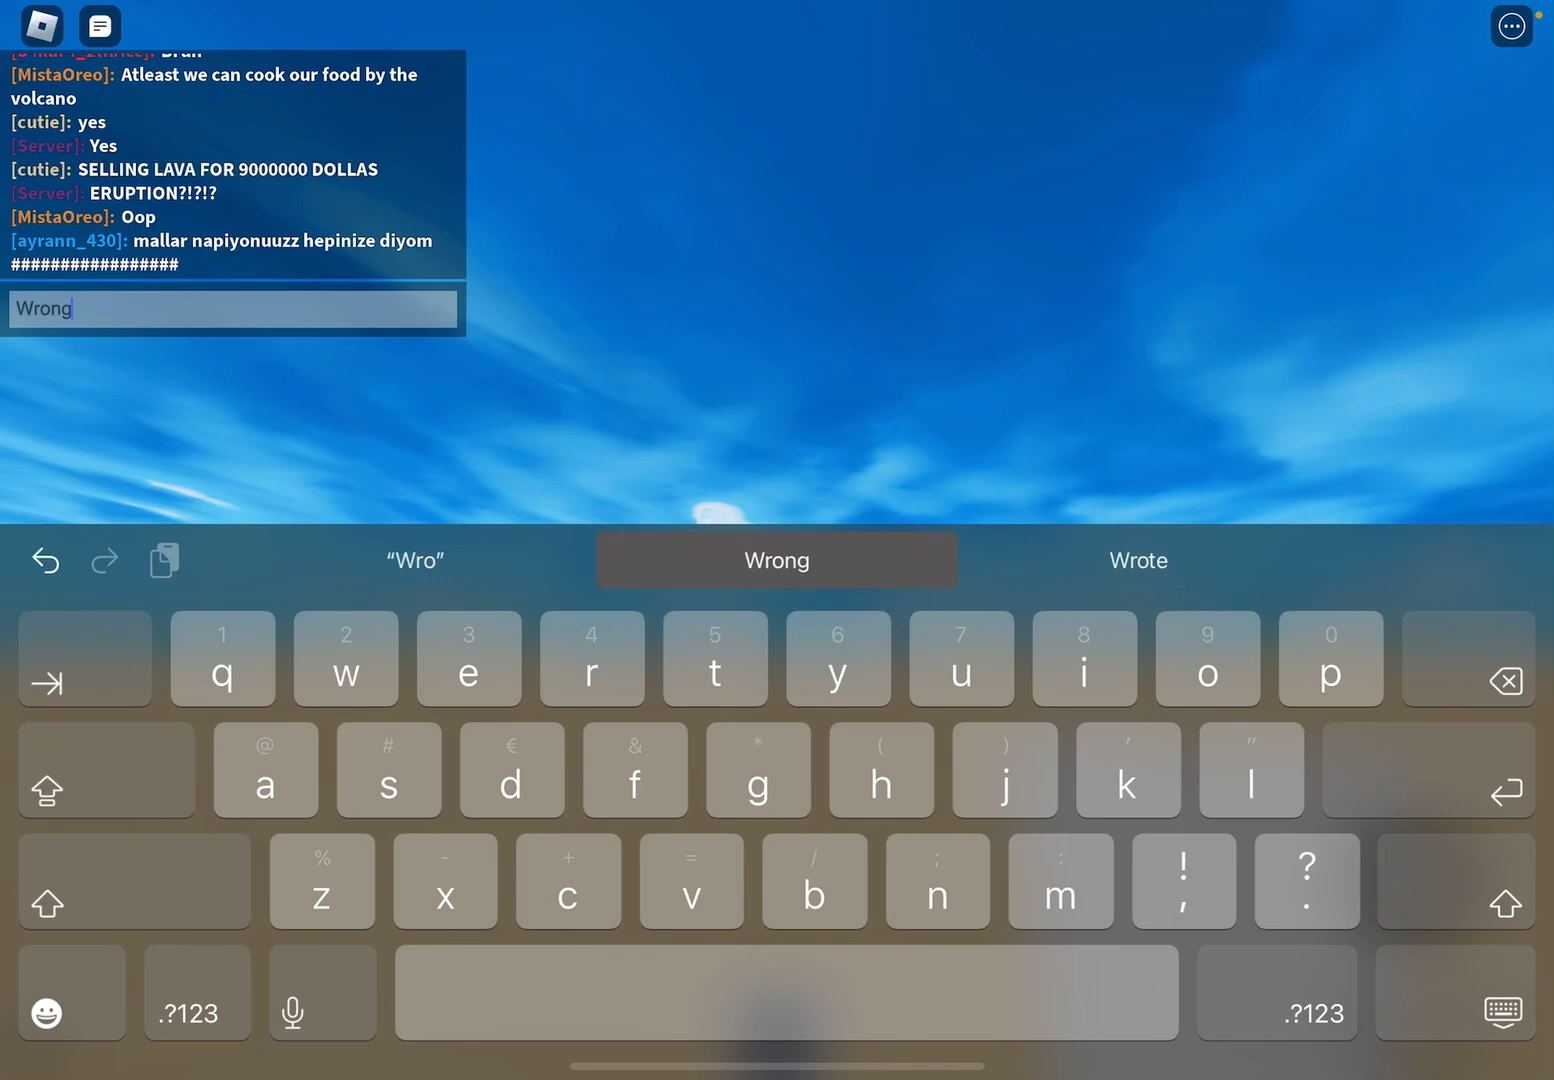 Bruh
[MistaOreo]: Atleast we can cook our food by the
volcano
[cutie]: yes
[Server]: Yes
[cutie]: SELLING LAVA FOR 9000000 DOLLAS
[Server]: ERUPTION?!?!?
[MistaOreo]: Oop
[ayrann_430]: mallar napiyonuuzz hepinize diyom
#################
Wrong
“Wro” Wrong Wrote
1 2 3 4 5 6 7 8 9 0
q w e r t y u i o p
@ # € & * ( ) ' "
a s d f g h j k l
% - + = / ; : ! ?
z x c v b n m , .
.?123 .?123